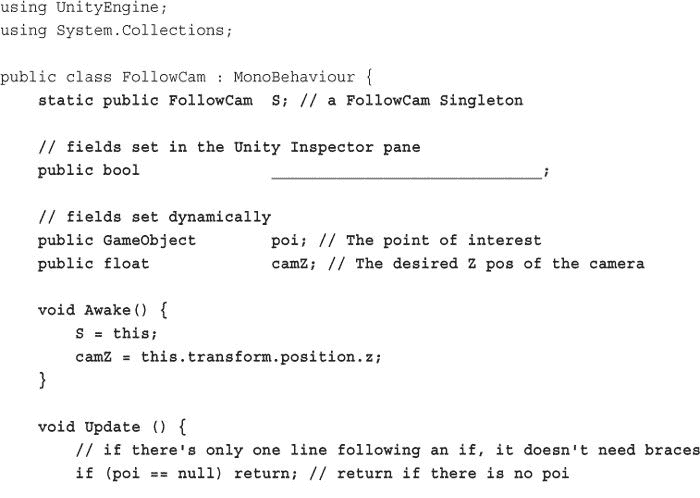 using UnityEngine;
using System.Collections;
public class FollowCam : MonoBehaviour {
static public FollowCam S; // a FollowCam Singleton
// fields set in the Unity Inspector pane
public bool _____________________________;
// fields set dynamically
public GameObject poi; // The point of interest
public float camZ; // The desired Z pos of the camera
void Awake() {
S = this;
camZ = this.transform.position.z;
}
void Update () {
// if there's only one line following an if, it doesn't need braces
if (poi == null) return; // return if there is no poi